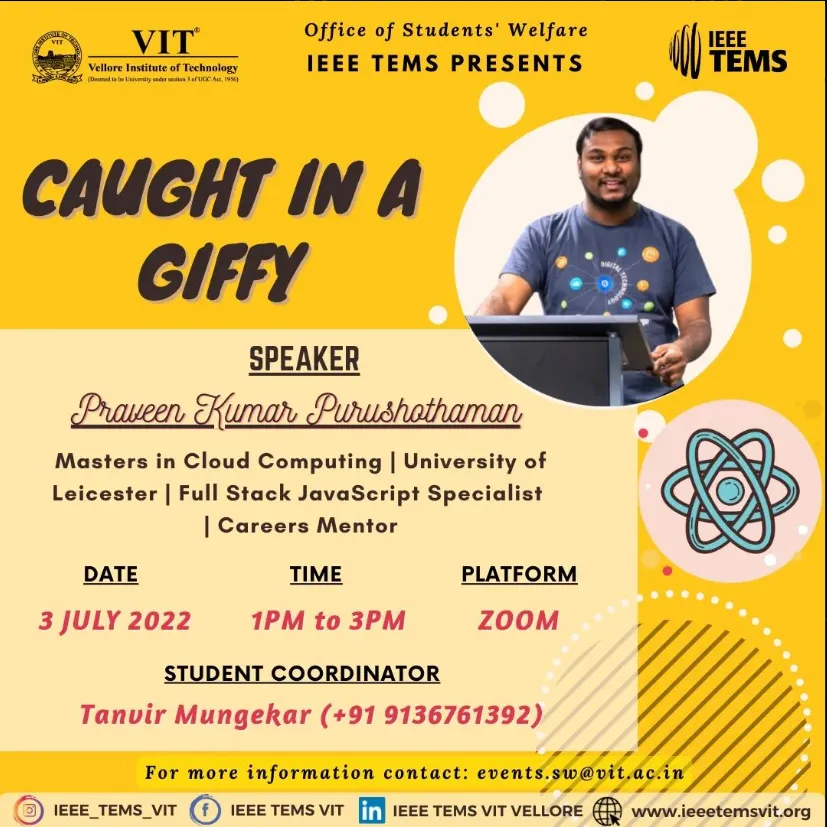 VIT
VIT®
Vellore Institute of Technology
(Deemed to be University under section 3 of UGC Act, 1956)
Office of Students' Welfare
IEEE TEMS PRESENTS
IEEE
TEMS
CAUGHT IN A
GIFFY
DIGITAL TECHNOLOGY
SPEAKER
Praveen Kumar Purushothaman
Masters in Cloud Computing | University of
Leicester | Full Stack JavaScript Specialist
| Careers Mentor
DATE TIME PLATFORM
3 JULY 2022 1PM to 3PM ZOOM
STUDENT COORDINATOR
Tanvir Mungekar (+91 9136761392)
For more information contact: events.sw@vit.ac.in
IEEE_TEMS_VIT IEEE TEMS VIT IEEE TEMS VIT VELLORE www.ieeetemsvit.org